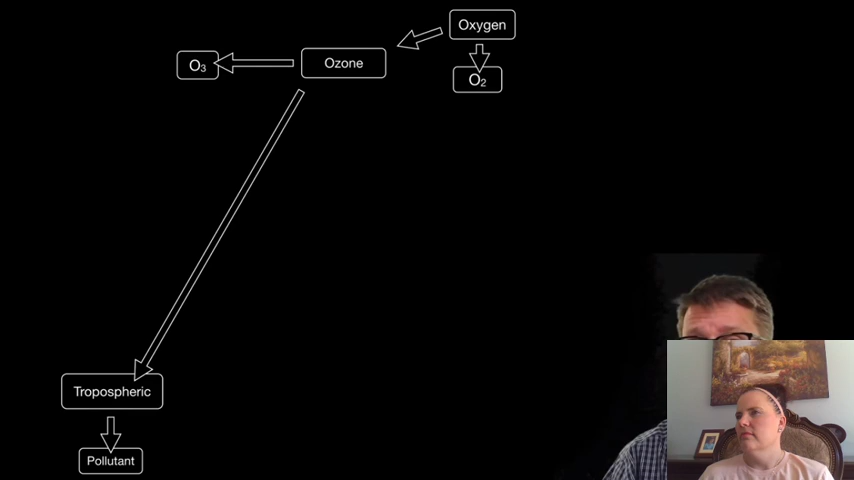 Oxygen
O₃
Ozone
O₂
Tropospheric
Pollutant